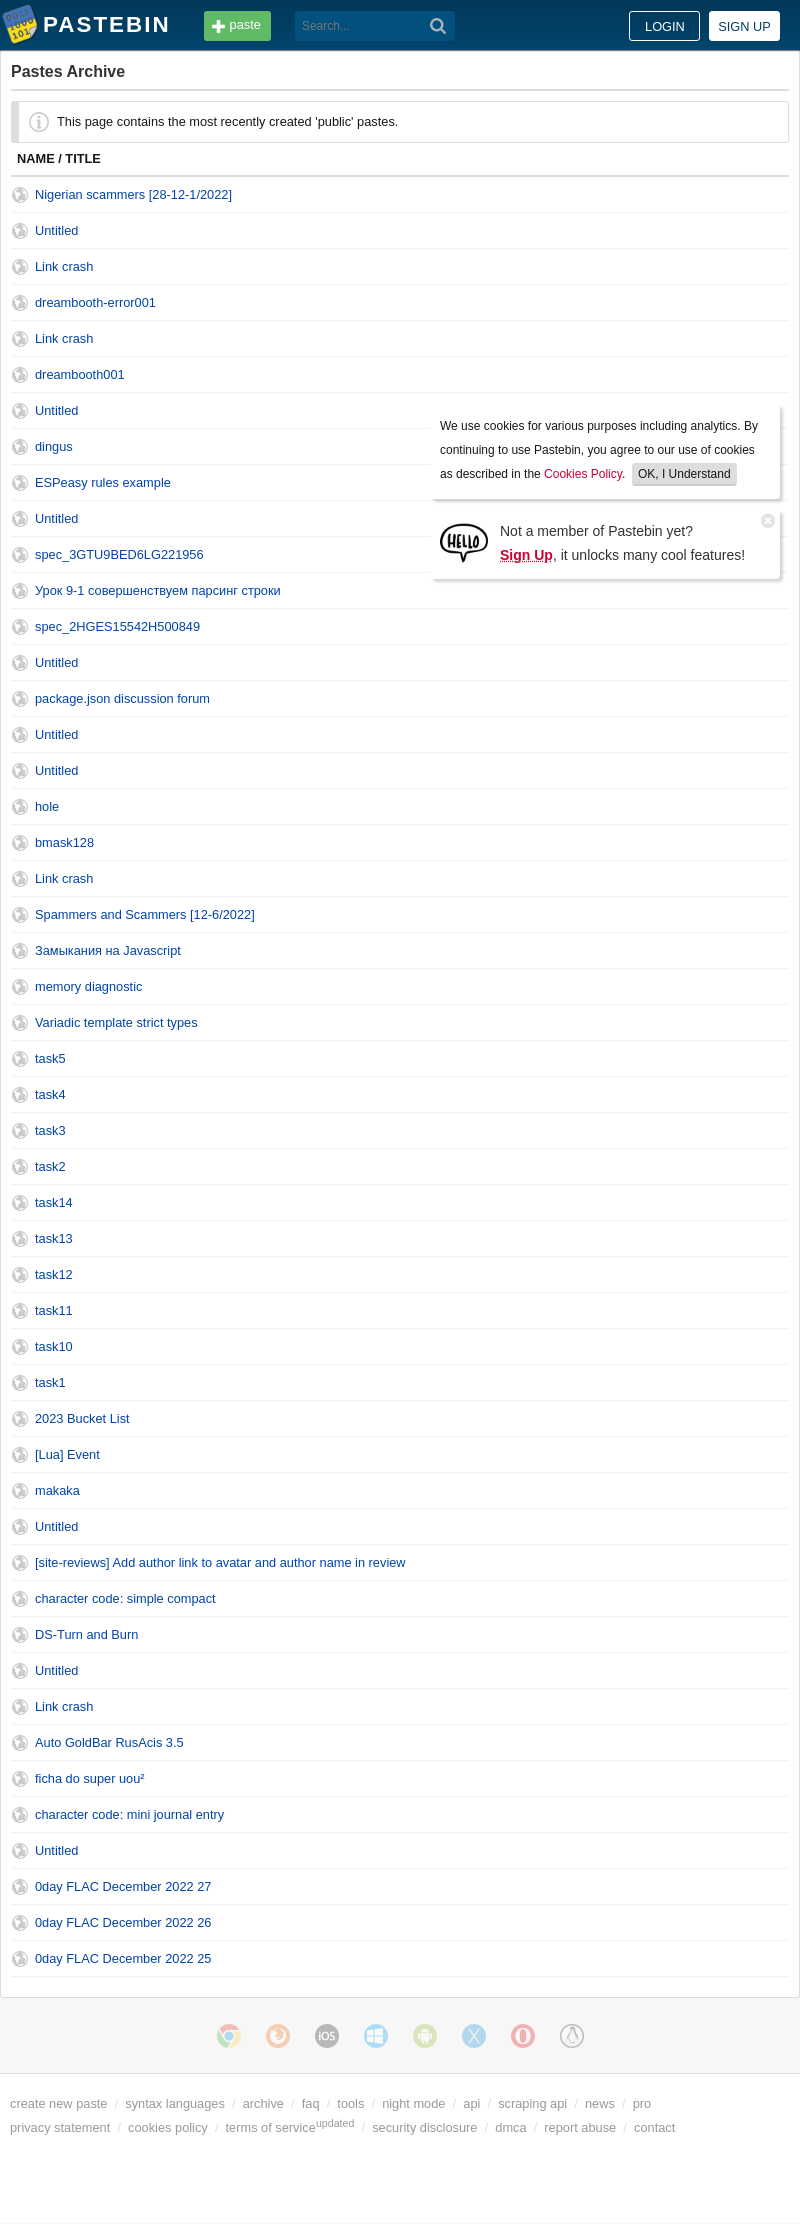 PASTEBIN paste Search... LOGIN SIGN UP
Pastes Archive
This page contains the most recently created 'public' pastes.
NAME / TITLE
Nigerian scammers [28-12-1/2022]
Untitled
Link crash
dreambooth-error001
Link crash
dreambooth001
Untitled
dingus
ESPeasy rules example
Untitled
spec_3GTU9BED6LG221956
Урок 9-1 совершенствуем парсинг строки
spec_2HGES15542H500849
Untitled
package.json discussion forum
Untitled
Untitled
hole
bmask128
Link crash
Spammers and Scammers [12-6/2022]
Замыкания на Javascript
memory diagnostic
Variadic template strict types
task5
task4
task3
task2
task14
task13
task12
task11
task10
task1
2023 Bucket List
[Lua] Event
makaka
Untitled
[site-reviews] Add author link to avatar and author name in review
character code: simple compact
DS-Turn and Burn
Untitled
Link crash
Auto GoldBar RusAcis 3.5
ficha do super uou²
character code: mini journal entry
Untitled
0day FLAC December 2022 27
0day FLAC December 2022 26
0day FLAC December 2022 25
We use cookies for various purposes including analytics. By
continuing to use Pastebin, you agree to our use of cookies
as described in the Cookies Policy. OK, I Understand
HELLO
Not a member of Pastebin yet?
Sign Up, it unlocks many cool features!
iOS
create new paste / syntax languages / archive / faq / tools / night mode / api / scraping api / news / pro
privacy statement / cookies policy / terms of service updated / security disclosure / dmca / report abuse / contact